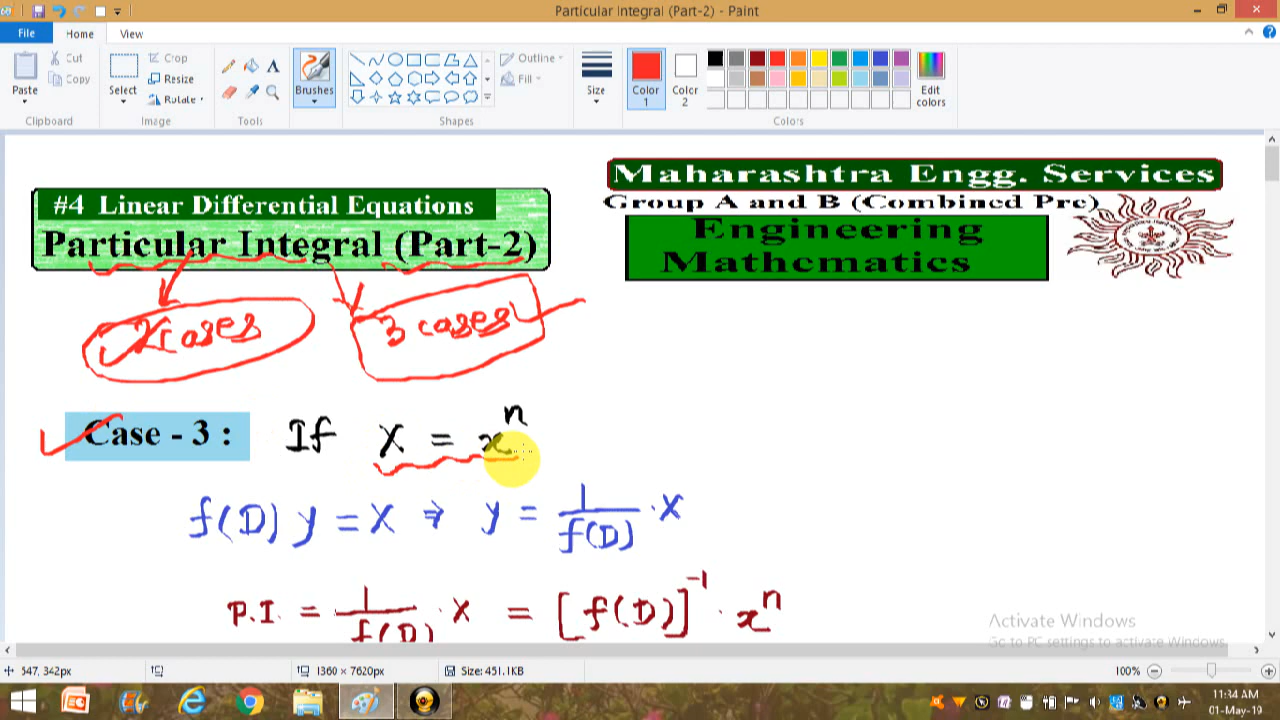 Particular Integral (Part-2) - Paint
File Home View
Paste Cut Copy Select Crop Resize Rotate Brushes Outline Fill Size Color 1 Color 2 Edit colors
Clipboard Image Tools Shapes Colors
Maharashtra Engg. Services
#4 Linear Differential Equations
Group A and B (Combined Pre)
Particular Integral (Part-2)
Engineering
Mathematics
cases
3 cases
Case - 3 : If X = x^n
f(D) y = X ⇒ y = 1/f(D) · X
P.I. = 1/f(D) · X = [f(D)]^-1 · x^n
Activate Windows
Go to PC settings to activate Windows.
547, 342px 1360 × 7620px Size: 451.1KB 100%
11:34 AM
01-May-19